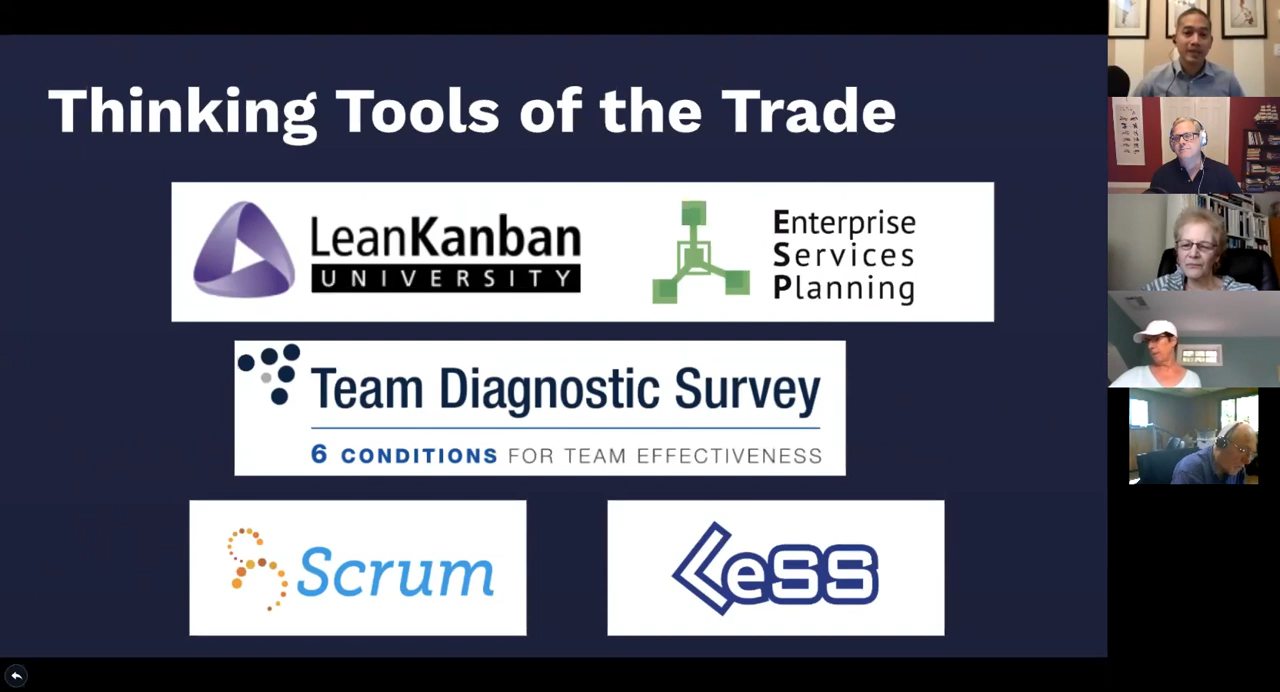 Thinking Tools of the Trade
LeanKanban
UNIVERSITY
Enterprise
Services
Planning
Team Diagnostic Survey
6 CONDITIONS FOR TEAM EFFECTIVENESS
Scrum
LeSS